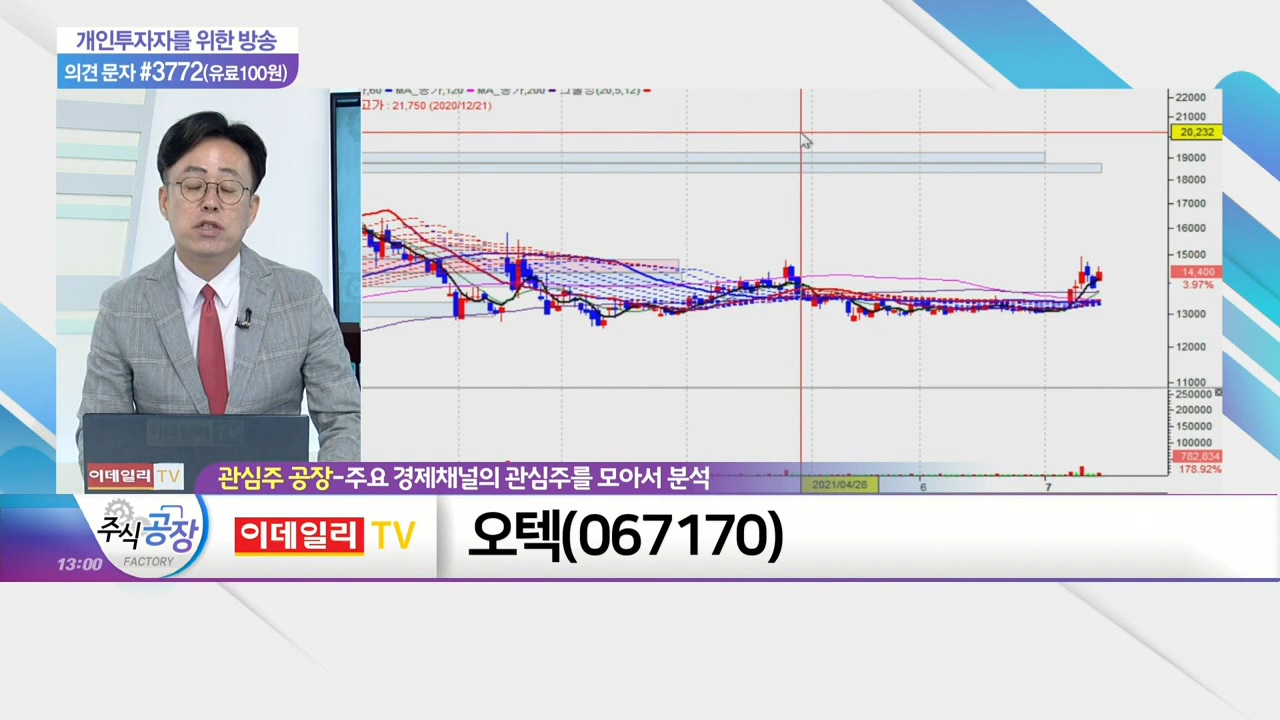 개인투자자를 위한 방송
의견 문자 #3772(유료100원)
고가 : 21,750 (2020/12/21)
22000
21000
20,232
19000
18000
17000
16000
15000
14,400
3.97%
13000
12000
11000
250000
200000
150000
100000
782,834
178.92%
2021/04/28
6
7
이데일리 TV
관심주 공장-주요 경제채널의 관심주를 모아서 분석
주식공장
FACTORY
13:00
이데일리 TV
오텍(067170)